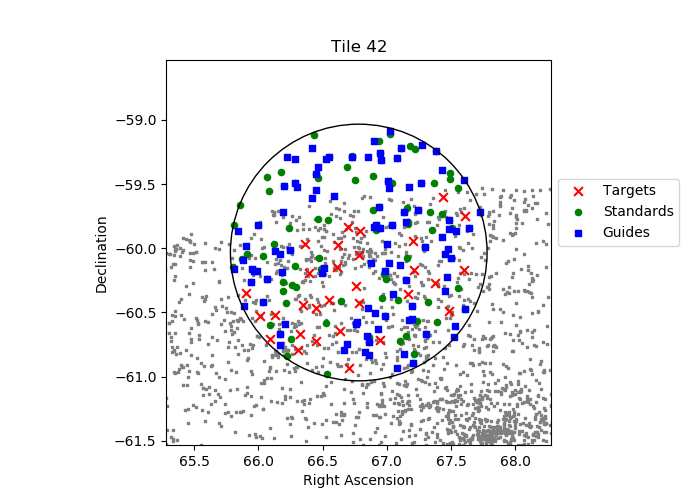 Tile 42
Declination
−59.0
−59.5
−60.0
−60.5
−61.0
−61.5
65.5 66.0 66.5 67.0 67.5 68.0
Right Ascension
Targets
Standards
Guides